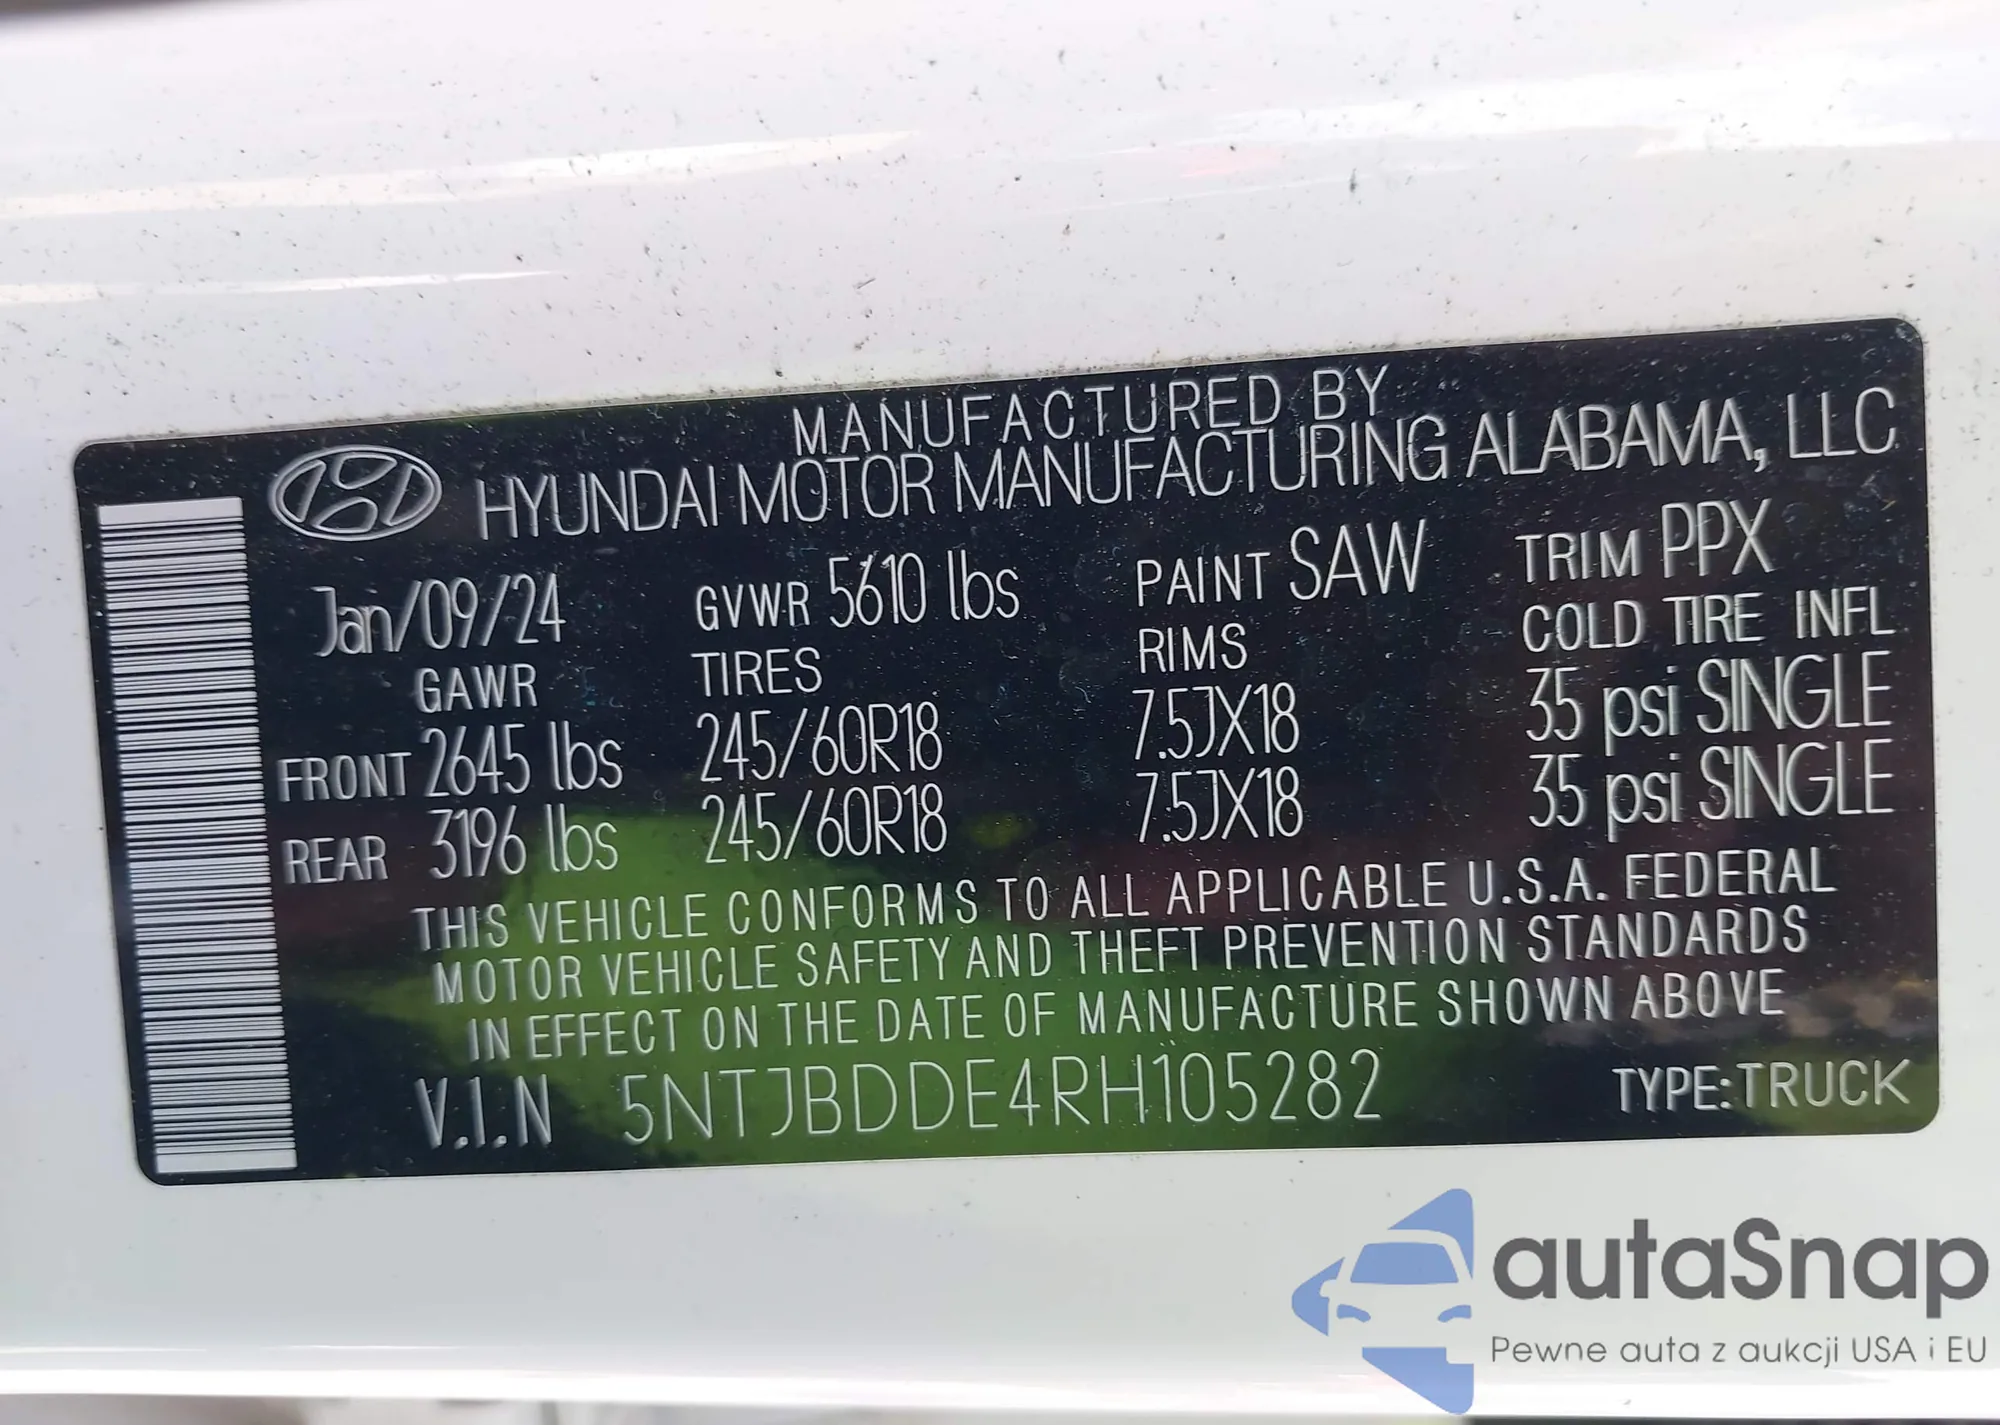 MANUFACTURED BY
HYUNDAI MOTOR MANUFACTURING ALABAMA, LLC
Jan/09/24 GVWR 5610 lbs PAINT SAW TRIM PPX
GAWR TIRES RIMS COLD TIRE INFL
FRONT 2645 lbs 245/60R18 7.5JX18 35 psi SINGLE
REAR 3196 lbs 245/60R18 7.5JX18 35 psi SINGLE
THIS VEHICLE CONFORMS TO ALL APPLICABLE U.S.A. FEDERAL
MOTOR VEHICLE SAFETY AND THEFT PREVENTION STANDARDS
IN EFFECT ON THE DATE OF MANUFACTURE SHOWN ABOVE
V.I.N 5NTJBDDE4RH105282 TYPE:TRUCK
autaSnap
Pewne auta z aukcji USA i EU